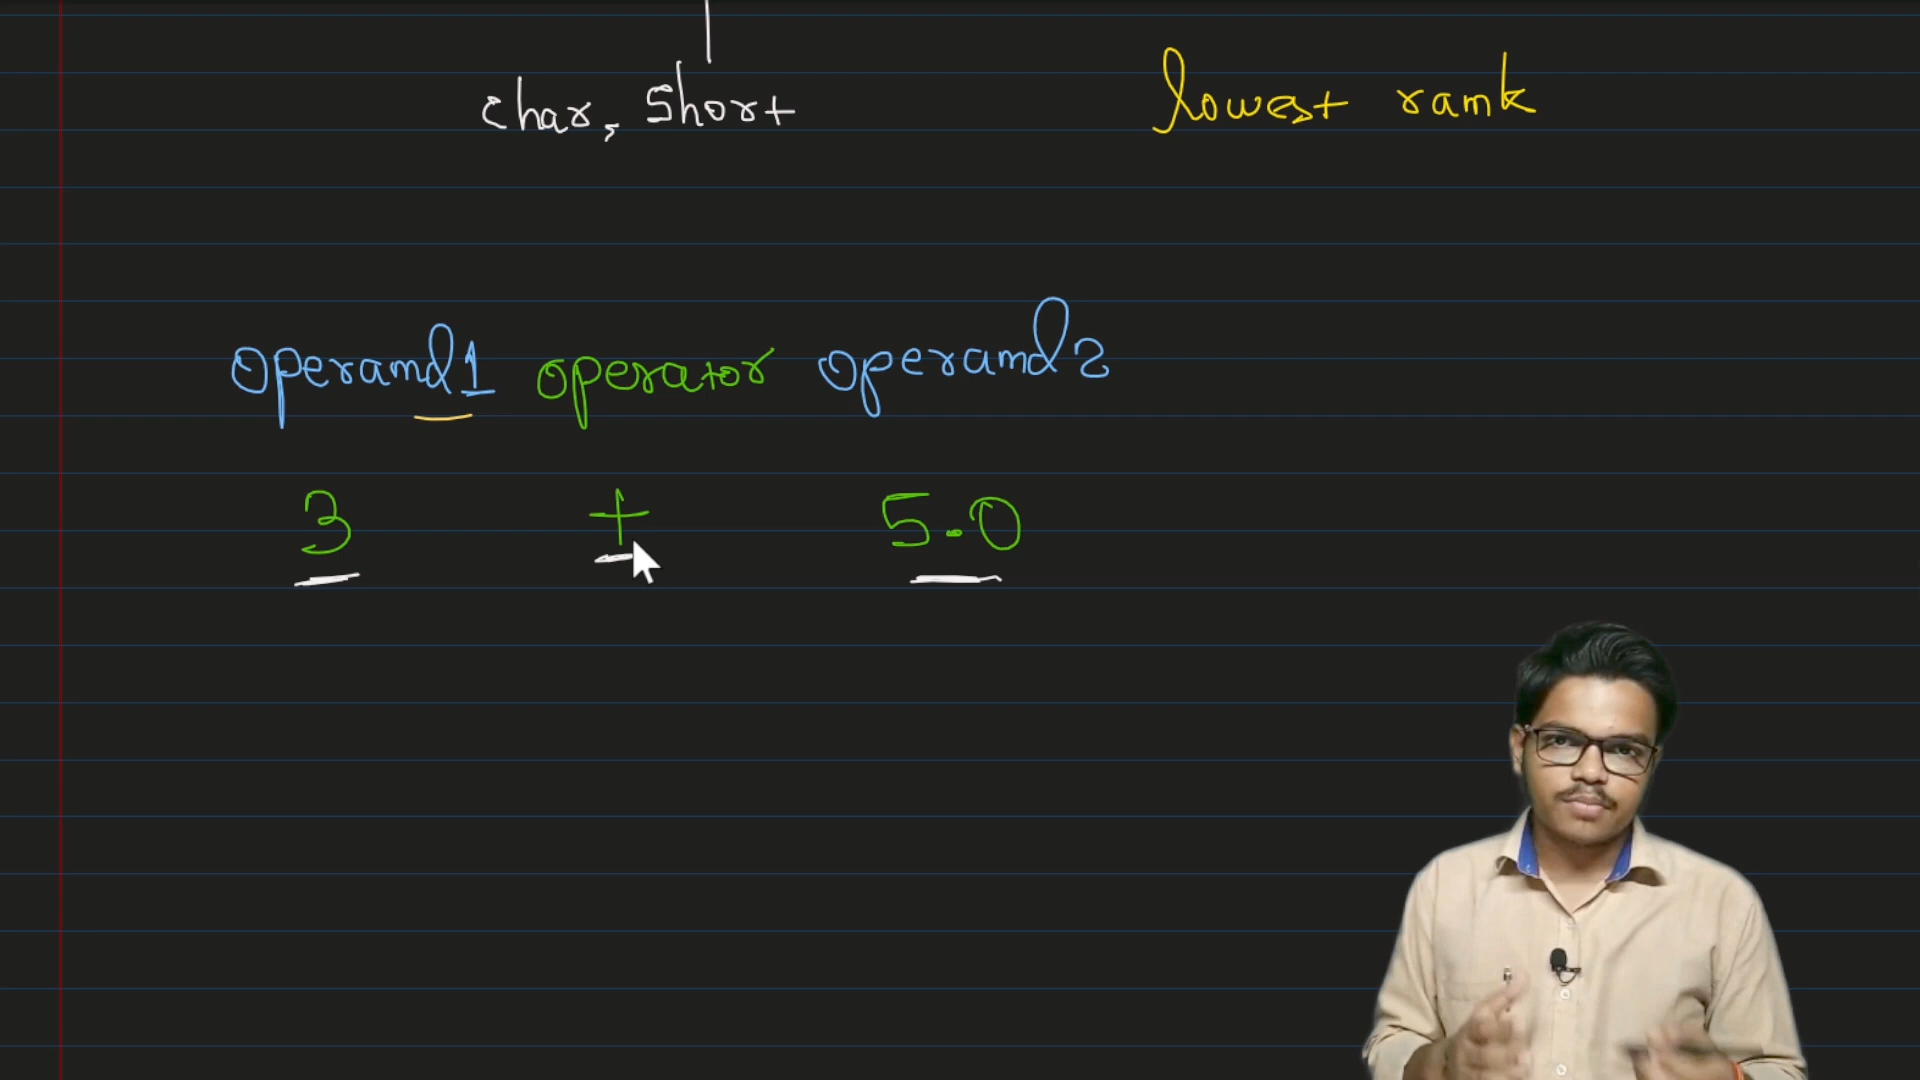 char, short lowest rank
operand1 operator operand2
3 + 5.0